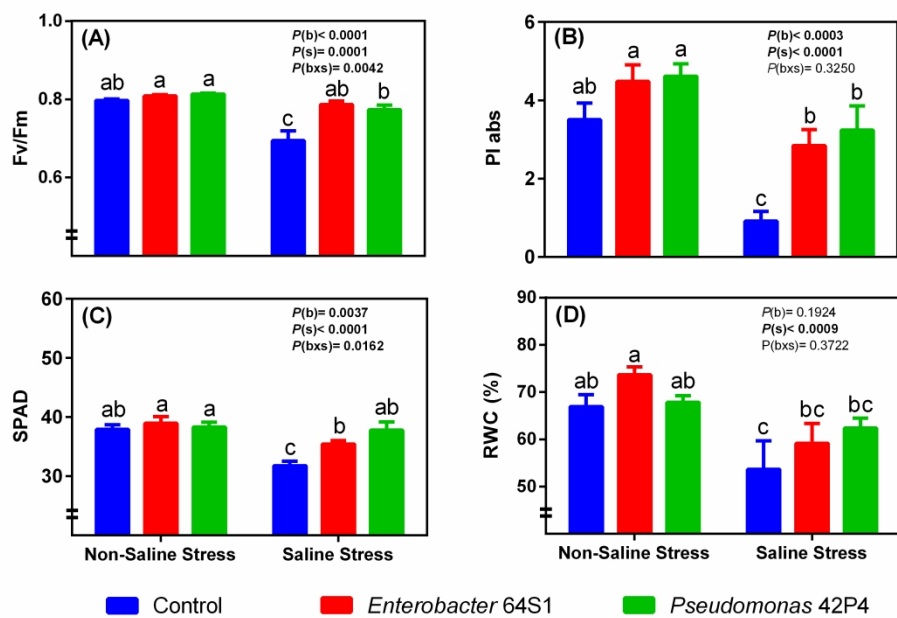 (A)
P(b)< 0.0001
P(s)= 0.0001
P(bxs)= 0.0042
Fv/Fm
1.0
0.8
0.6
ab a a c ab b
(B)
P(b)< 0.0003
P(s)< 0.0001
P(bxs)= 0.3250
PI abs
6
4
2
0
ab a a c b b
(C)
P(b)= 0.0037
P(s)< 0.0001
P(bxs)= 0.0162
SPAD
60
50
40
30
ab a a c b ab
Non-Saline Stress Saline Stress
(D)
P(b)= 0.1924
P(s)< 0.0009
P(bxs)= 0.3722
RWC (%)
90
80
70
60
50
ab a ab c bc bc
Non-Saline Stress Saline Stress
Control Enterobacter 64S1 Pseudomonas 42P4